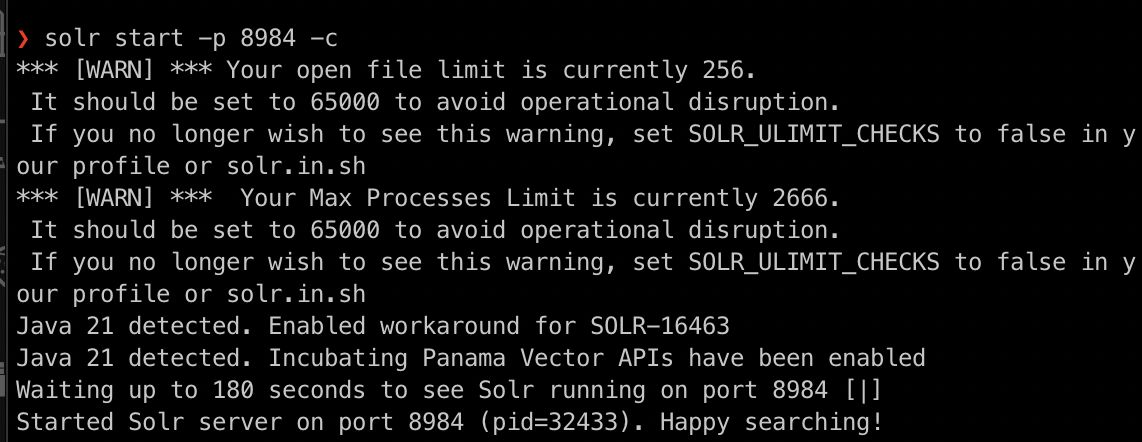 ❯ solr start -p 8984 -c
*** [WARN] *** Your open file limit is currently 256.
 It should be set to 65000 to avoid operational disruption.
 If you no longer wish to see this warning, set SOLR_ULIMIT_CHECKS to false in y
our profile or solr.in.sh
*** [WARN] ***  Your Max Processes Limit is currently 2666.
 It should be set to 65000 to avoid operational disruption.
 If you no longer wish to see this warning, set SOLR_ULIMIT_CHECKS to false in y
our profile or solr.in.sh
Java 21 detected. Enabled workaround for SOLR-16463
Java 21 detected. Incubating Panama Vector APIs have been enabled
Waiting up to 180 seconds to see Solr running on port 8984 [|]
Started Solr server on port 8984 (pid=32433). Happy searching!